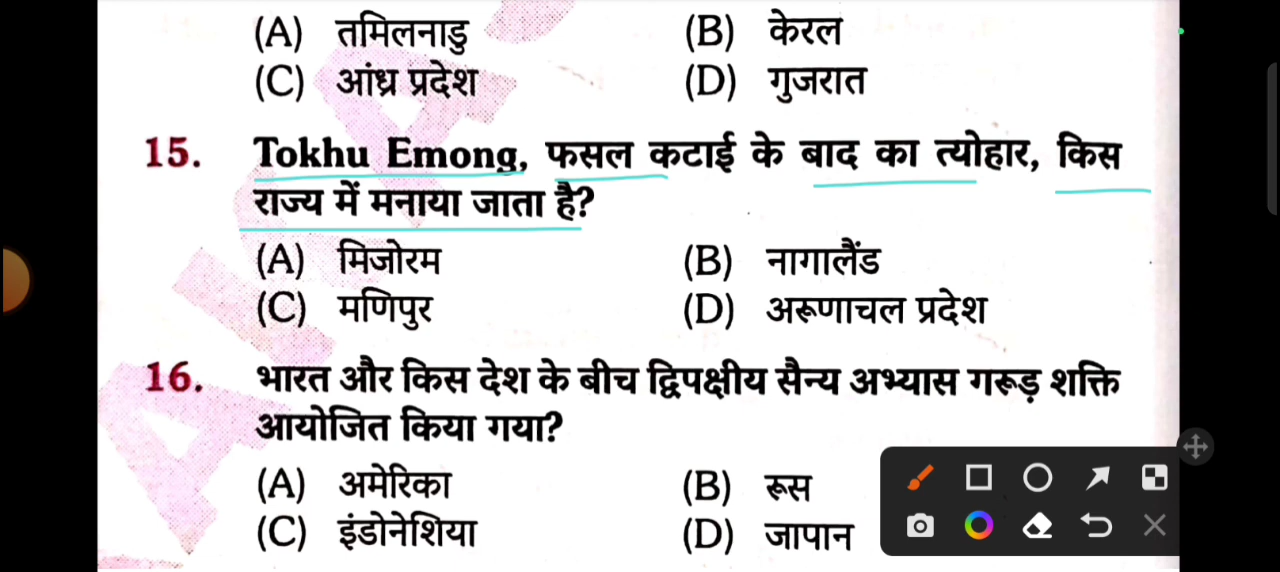 (A) तमिलनाडु (B) केरल
(C) आंध्र प्रदेश (D) गुजरात
15. Tokhu Emong, फसल कटाई के बाद का त्योहार, किस
राज्य में मनाया जाता है?
(A) मिजोरम (B) नागालैंड
(C) मणिपुर (D) अरूणाचल प्रदेश
16. भारत और किस देश के बीच द्विपक्षीय सैन्य अभ्यास गरूड़ शक्ति
आयोजित किया गया?
(A) अमेरिका (B) रूस
(C) इंडोनेशिया (D) जापान